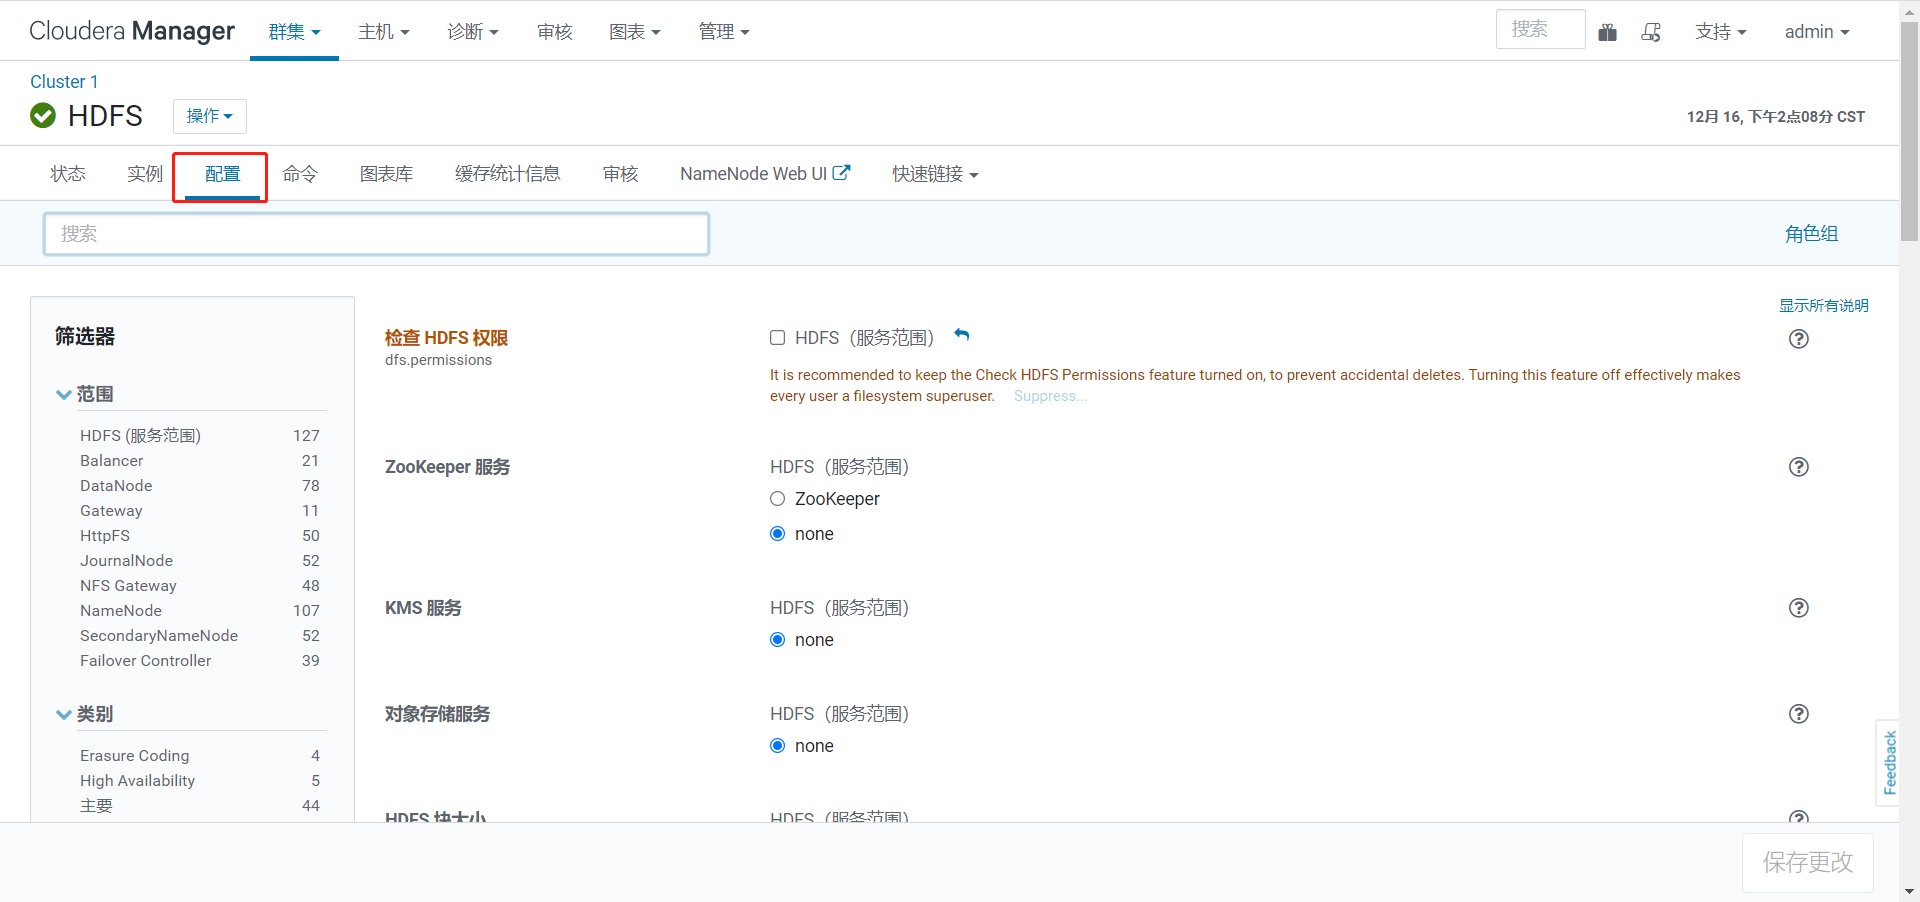 Cloudera Manager 群集 主机 诊断 审核 图表 管理 搜索 支持 admin
Cluster 1
HDFS 操作 12月 16, 下午2点08分 CST
状态 实例 配置 命令 图表库 缓存统计信息 审核 NameNode Web UI 快速链接
搜索 角色组
显示所有说明
筛选器
范围
HDFS (服务范围) 127
Balancer 21
DataNode 78
Gateway 11
HttpFS 50
JournalNode 52
NFS Gateway 48
NameNode 107
SecondaryNameNode 52
Failover Controller 39
类别
Erasure Coding 4
High Availability 5
主要 44
检查 HDFS 权限 HDFS（服务范围）
dfs.permissions
It is recommended to keep the Check HDFS Permissions feature turned on, to prevent accidental deletes. Turning this feature off effectively makes
every user a filesystem superuser. Suppress...
ZooKeeper 服务 HDFS（服务范围）
ZooKeeper
none
KMS 服务 HDFS（服务范围）
none
对象存储服务 HDFS（服务范围）
none
HDFS 块大小 HDFS（服务范围）
Feedback
保存更改